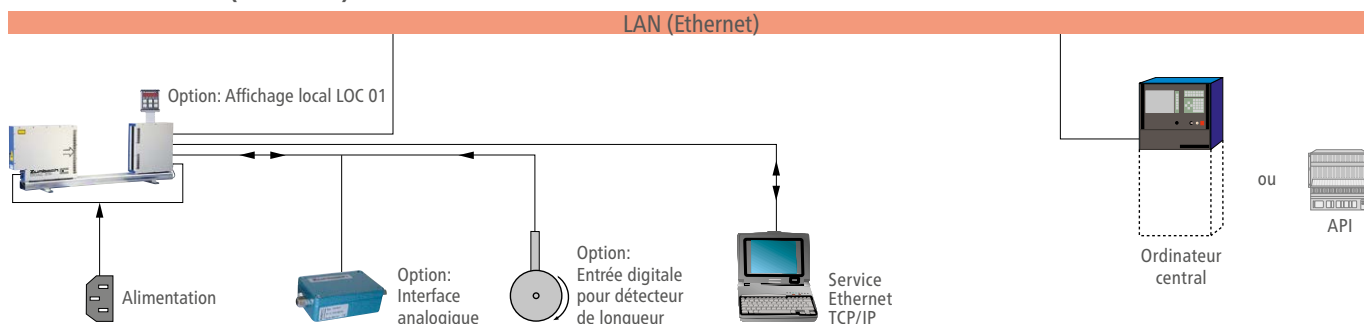 LAN (Ethernet)
Option: Affichage local LOC 01
Zumbach
Alimentation
Option:
Interface
analogique
Option:
Entrée digitale
pour détecteur
de longueur
Service
Ethernet
TCP/IP
Ordinateur
central
ou
API